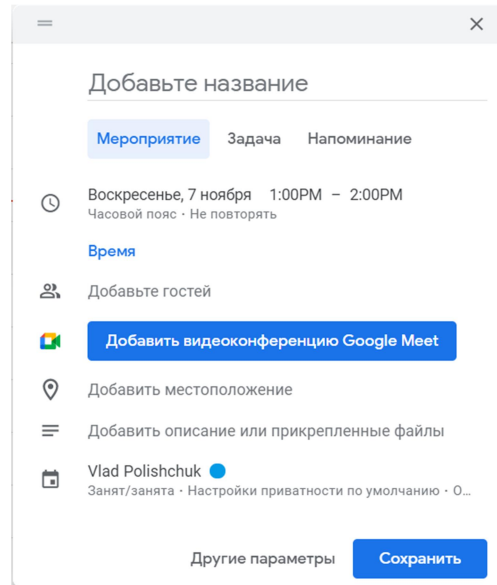 Добавьте название
Мероприятие Задача Напоминание
Воскресенье, 7 ноября 1:00PM – 2:00PM
Часовой пояс · Не повторять
Время
Добавьте гостей
Добавить видеоконференцию Google Meet
Добавить местоположение
Добавить описание или прикрепленные файлы
Vlad Polishchuk
Занят/занята · Настройки приватности по умолчанию · О...
Другие параметры Сохранить